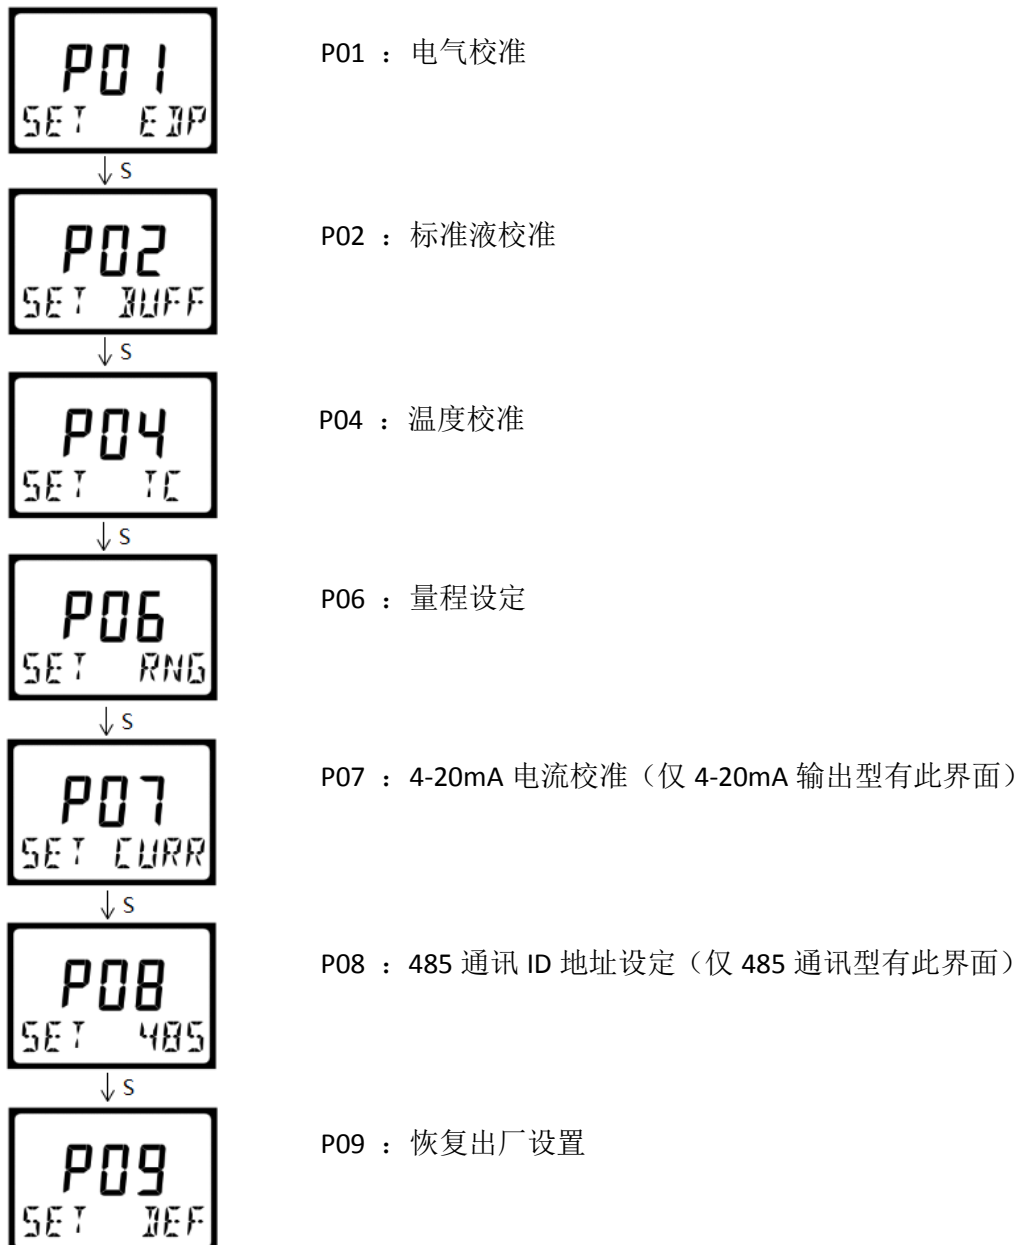 P01
SET EDP
P01 ：电气校准
S
P02
SET BUFF
P02 ：标准液校准
S
P04
SET TC
P04 ：温度校准
S
P06
SET RNG
P06 ：量程设定
S
P07
SET CURR
P07 ：4-20mA 电流校准（仅 4-20mA 输出型有此界面）
S
P08
SET 485
P08 ：485 通讯 ID 地址设定（仅 485 通讯型有此界面）
S
P09
SET DEF
P09 ：恢复出厂设置